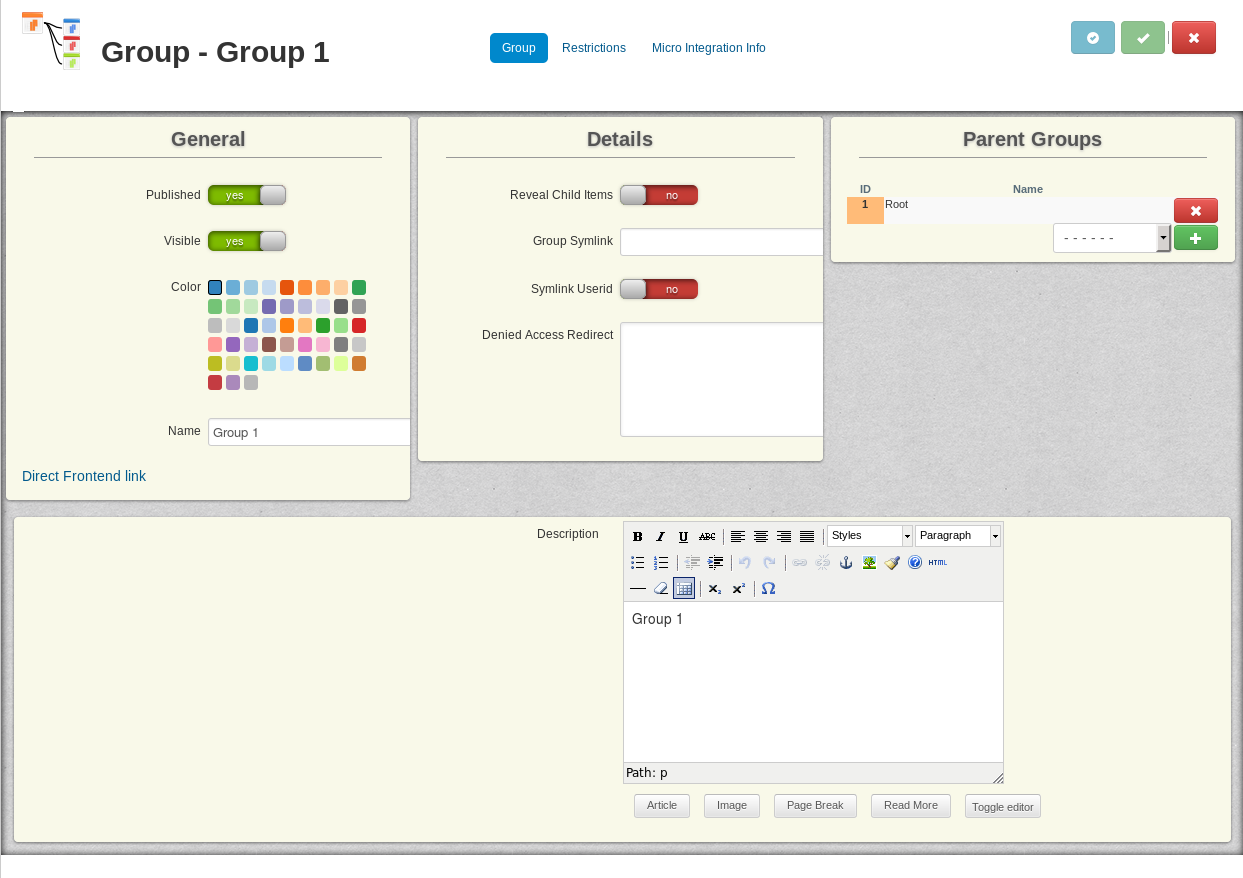 Group - Group 1
Group Restrictions Micro Integration Info
General
Published yes
Visible yes
Color
Name Group 1
Direct Frontend link
Details
Reveal Child Items no
Group Symlink
Symlink Userid no
Denied Access Redirect
Parent Groups
ID Name
1 Root
- - - - - -
Description
B I U ABC Styles Paragraph
HTML
Group 1
Path: p
Article Image Page Break Read More Toggle editor